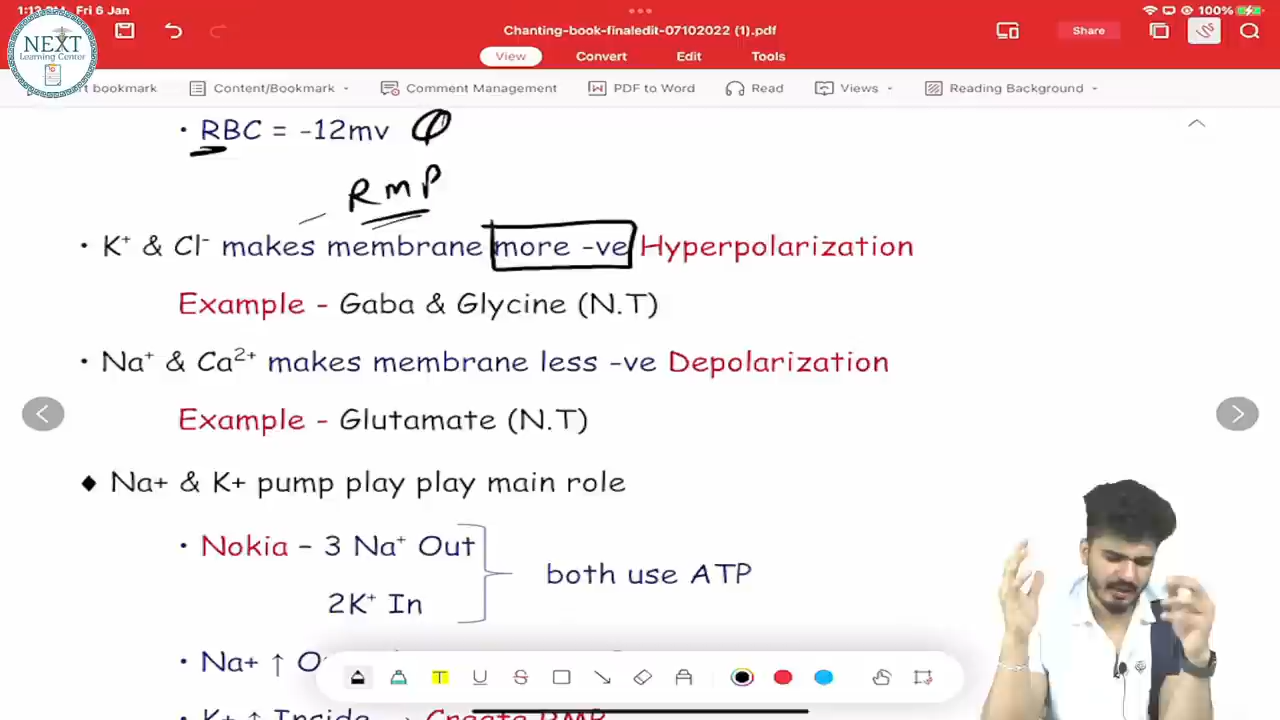 Fri 6 Jan
100%
NEXT
Learning Center
Chanting-book-finaledit-07102022 (1).pdf
Share
View Convert Edit Tools
bookmark Content/Bookmark Comment Management PDF to Word Read Views Reading Background
• RBC = -12mv
RMP
• K⁺ & Cl⁻ makes membrane more -ve Hyperpolarization
Example - Gaba & Glycine (N.T)
• Na⁺ & Ca²⁺ makes membrane less -ve Depolarization
Example - Glutamate (N.T)
◆ Na+ & K+ pump play play main role
• Nokia – 3 Na⁺ Out
both use ATP
2K⁺ In
• Na+ ↑
• K+ ↑ Inside → Create RMP